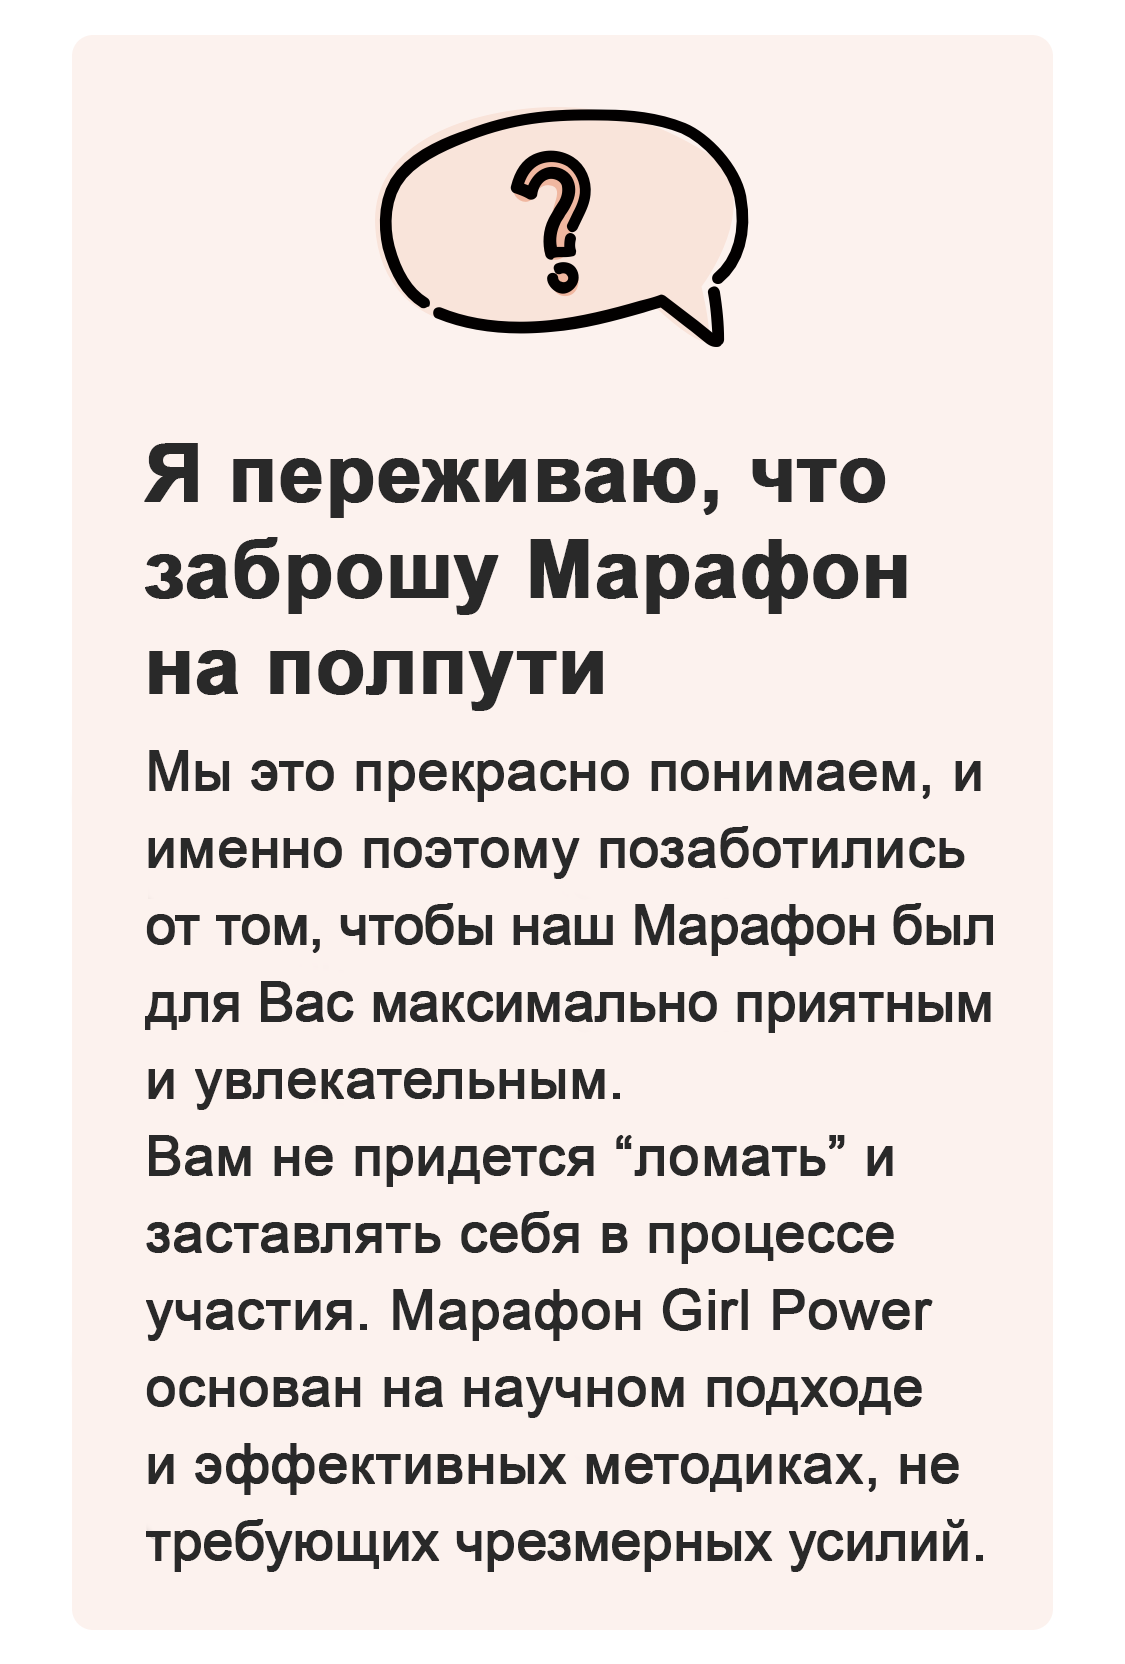 Я переживаю, что
заброшу Марафон
на полпути
Мы это прекрасно понимаем, и
именно поэтому позаботились
от том, чтобы наш Марафон был
для Вас максимально приятным
и увлекательным.
Вам не придется “ломать” и
заставлять себя в процессе
участия. Марафон Girl Power
основан на научном подходе
и эффективных методиках, не
требующих чрезмерных усилий.